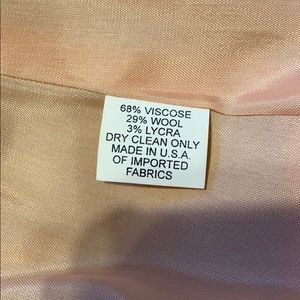 68% VISCOSE
29% WOOL
3% LYCRA
DRY CLEAN ONLY
MADE IN U.S.A.
OF IMPORTED
FABRICS